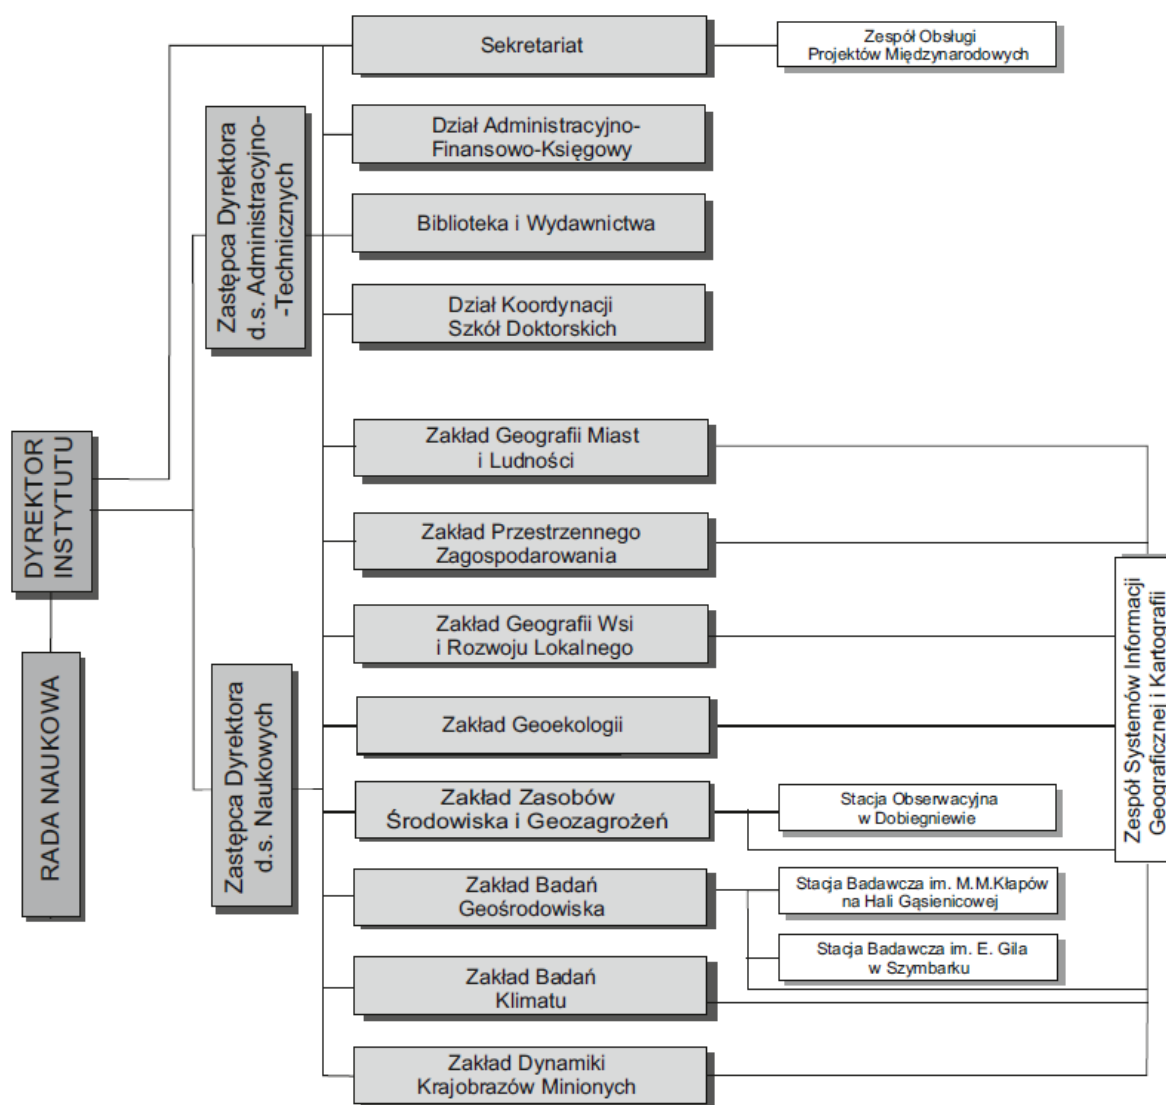 Sekretariat
Zespół Obsługi
Projektów Międzynarodowych
Zastępca Dyrektora
d.s. Administracyjno-
-Technicznych
Dział Administracyjno-
Finansowo-Księgowy
Biblioteka i Wydawnictwa
Dział Koordynacji
Szkół Doktorskich
DYREKTOR
INSTYTUTU
RADA NAUKOWA
Zastępca Dyrektora
d.s. Naukowych
Zakład Geografii Miast
i Ludności
Zakład Przestrzennego
Zagospodarowania
Zakład Geografii Wsi
i Rozwoju Lokalnego
Zakład Geoekologii
Zakład Zasobów
Środowiska i Geozagrożeń
Stacja Obserwacyjna
w Dobiegniewie
Zakład Badań
Geośrodowiska
Stacja Badawcza im. M.M.Kłapów
na Hali Gąsienicowej
Stacja Badawcza im. E. Gila
w Szymbarku
Zakład Badań
Klimatu
Zakład Dynamiki
Krajobrazów Minionych
Zespół Systemów Informacji
Geograficznej i Kartografii